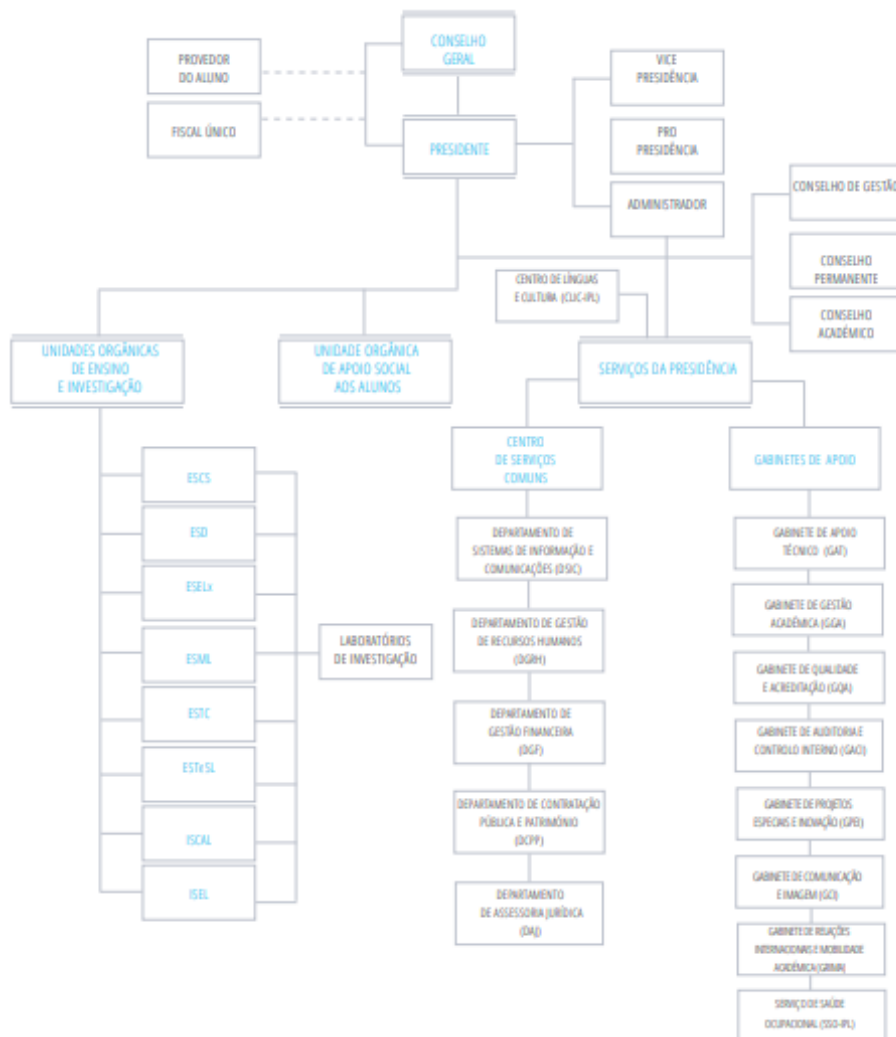 CONSELHO
GERAL
PROVEDOR
DO ALUNO
FISCAL ÚNICO
PRESIDENTE
VICE
PRESIDÊNCIA
PRO
PRESIDÊNCIA
ADMINISTRADOR
CONSELHO DE GESTÃO
CONSELHO
PERMANENTE
CONSELHO
ACADÉMICO
CENTRO DE LÍNGUAS
E CULTURA (CLIC-IPL)
UNIDADES ORGÂNICAS
DE ENSINO
E INVESTIGAÇÃO
UNIDADE ORGÂNICA
DE APOIO SOCIAL
AOS ALUNOS
SERVIÇOS DA PRESIDÊNCIA
ESCS
ESD
ESELx
ESML
ESTC
ESTeSL
ISCAL
ISEL
LABORATÓRIOS
DE INVESTIGAÇÃO
CENTRO
DE SERVIÇOS
COMUNS
DEPARTAMENTO DE
SISTEMAS DE INFORMAÇÃO E
COMUNICAÇÕES (DSIC)
DEPARTAMENTO DE GESTÃO
DE RECURSOS HUMANOS
(DGRH)
DEPARTAMENTO DE
GESTÃO FINANCEIRA
(DGF)
DEPARTAMENTO DE CONTRATAÇÃO
PÚBLICA E PATRIMÓNIO
(DCPP)
DEPARTAMENTO
DE ASSESSORIA JURÍDICA
(DAJ)
GABINETES DE APOIO
GABINETE DE APOIO
TÉCNICO (GAT)
GABINETE DE GESTÃO
ACADÉMICA (GGA)
GABINETE DE QUALIDADE
E ACREDITAÇÃO (GQA)
GABINETE DE AUDITORIA E
CONTROLO INTERNO (GACI)
GABINETE DE PROJETOS
ESPECIAIS E INOVAÇÃO (GPEI)
GABINETE DE COMUNICAÇÃO
E IMAGEM (GCI)
GABINETE DE RELAÇÕES
INTERNACIONAIS E MOBILIDADE
ACADÉMICA (GRIMA)
SERVIÇO DE SAÚDE
OCUPACIONAL (SSO-IPL)